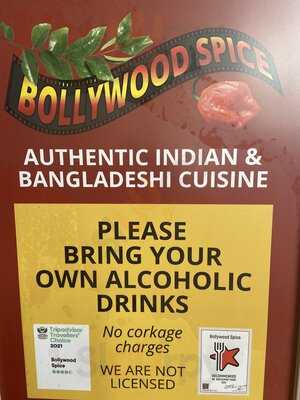 BOLLYWOOD SPICE
AUTHENTIC INDIAN &
BANGLADESHI CUISINE
PLEASE
BRING YOUR
OWN ALCOHOLIC
DRINKS
No corkage
charges
WE ARE NOT
LICENSED
Tripadvisor
Travellers'
Choice
2021
Bollywood
Spice
Bollywood Spice
RECOMMENDED